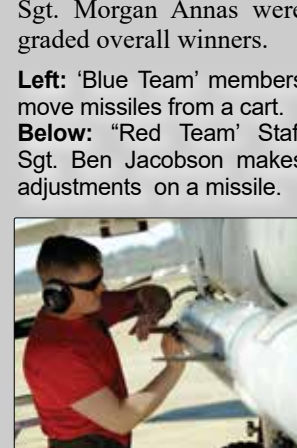 Sgt. Morgan Annas were
graded overall winners.
Left: ‘Blue Team’ members
move missiles from a cart.
Below: “Red Team’ Staf
Sgt. Ben Jacobson makes
adjustments on a missile.